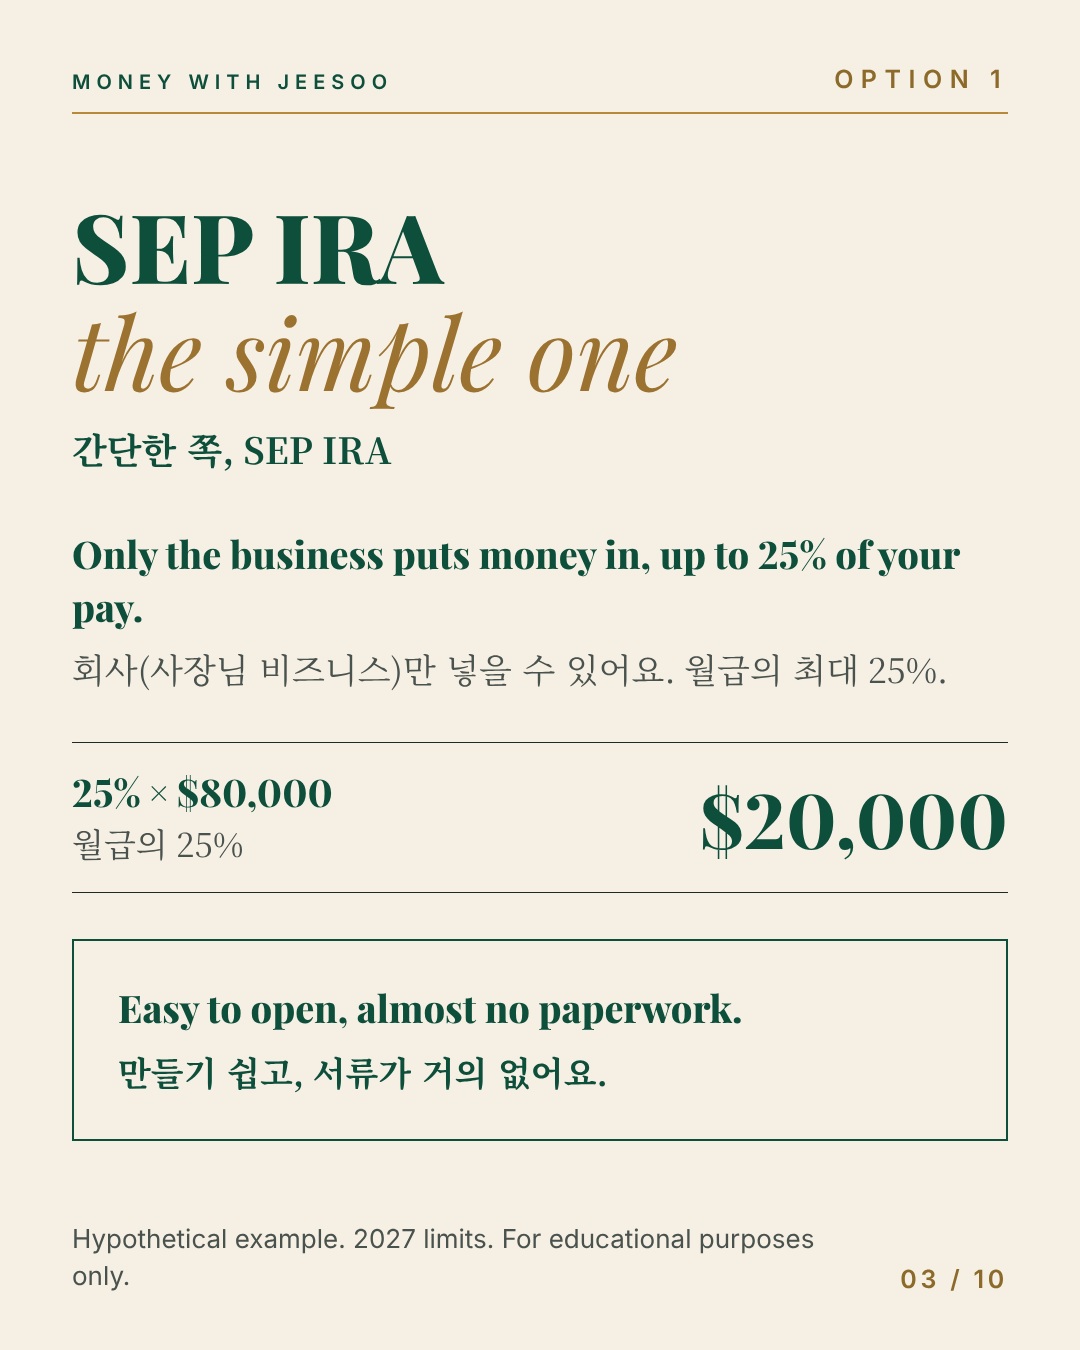 MONEY WITH JEESOO
OPTION 1
SEP IRA
the simple one
간단한 쪽, SEP IRA
Only the business puts money in, up to 25% of your
pay.
회사(사장님 비즈니스)만 넣을 수 있어요. 월급의 최대 25%.
25% × $80,000
월급의 25%
$20,000
Easy to open, almost no paperwork.
만들기 쉽고, 서류가 거의 없어요.
Hypothetical example. 2027 limits. For educational purposes
only.
03 / 10